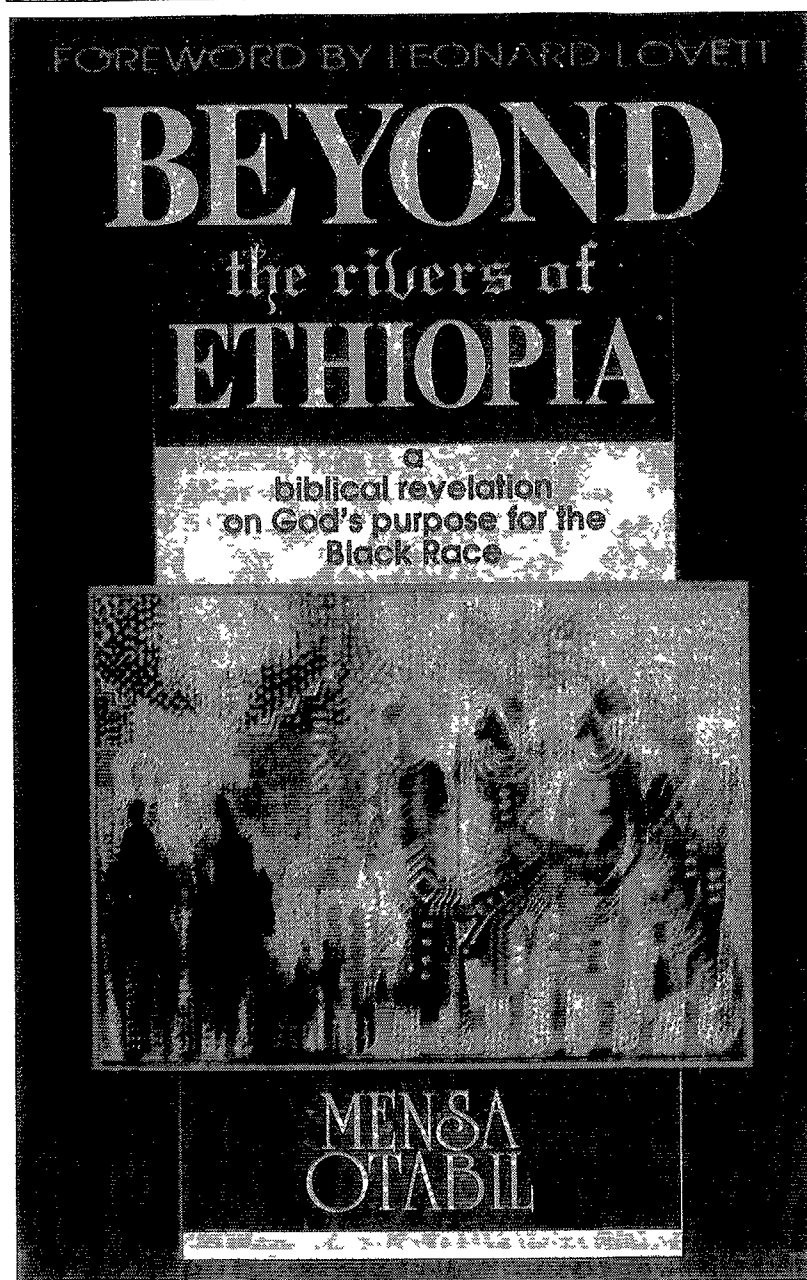 FOREWORD BY LEONARD LOVETT
BEYOND
the rivers of
ETHIOPIA
a
biblical revelation
on God's purpose for the
Black Race
MENSA
OTABIL